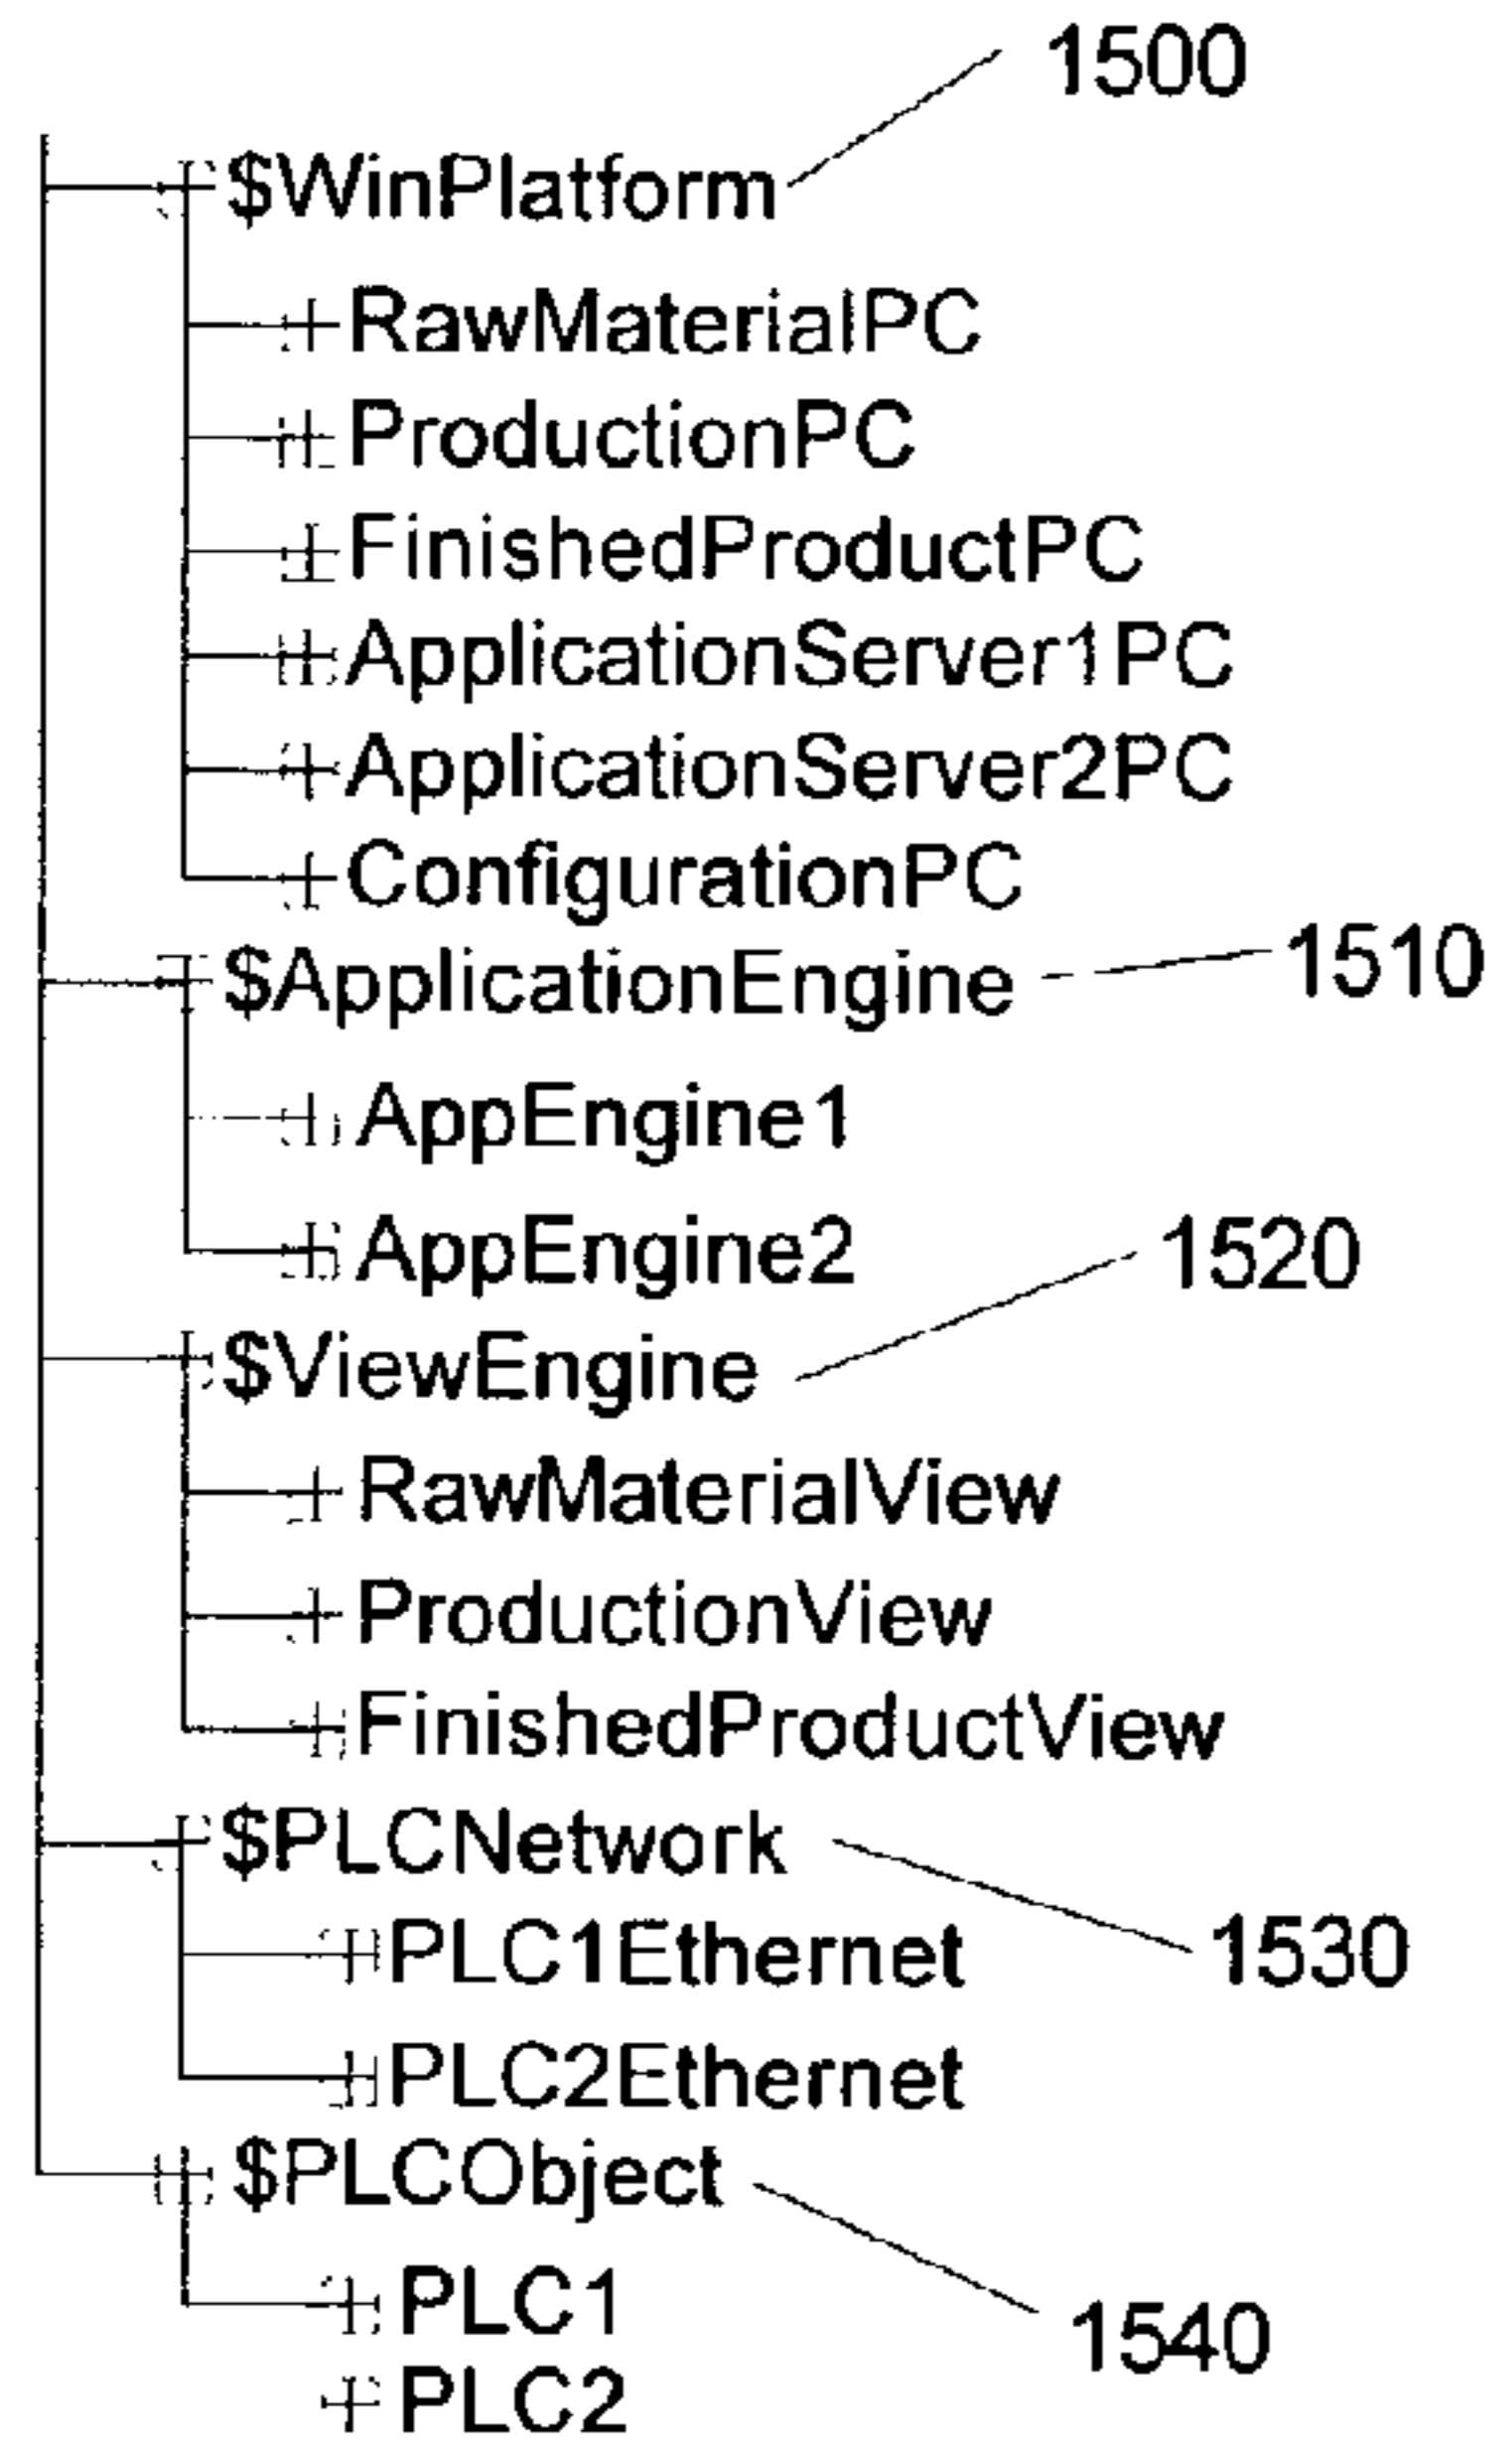 1500
$WinPlatform
RawMaterialPC
ProductionPC
FinishedProductPC
ApplicationServer1PC
ApplicationServer2PC
ConfigurationPC
$ApplicationEngine 1510
AppEngine1
AppEngine2 1520
$ViewEngine
RawMaterialView
ProductionView
FinishedProductView
$PLCNetwork
PLC1Ethernet 1530
PLC2Ethernet
$PLCObject
PLC1
1540
PLC2